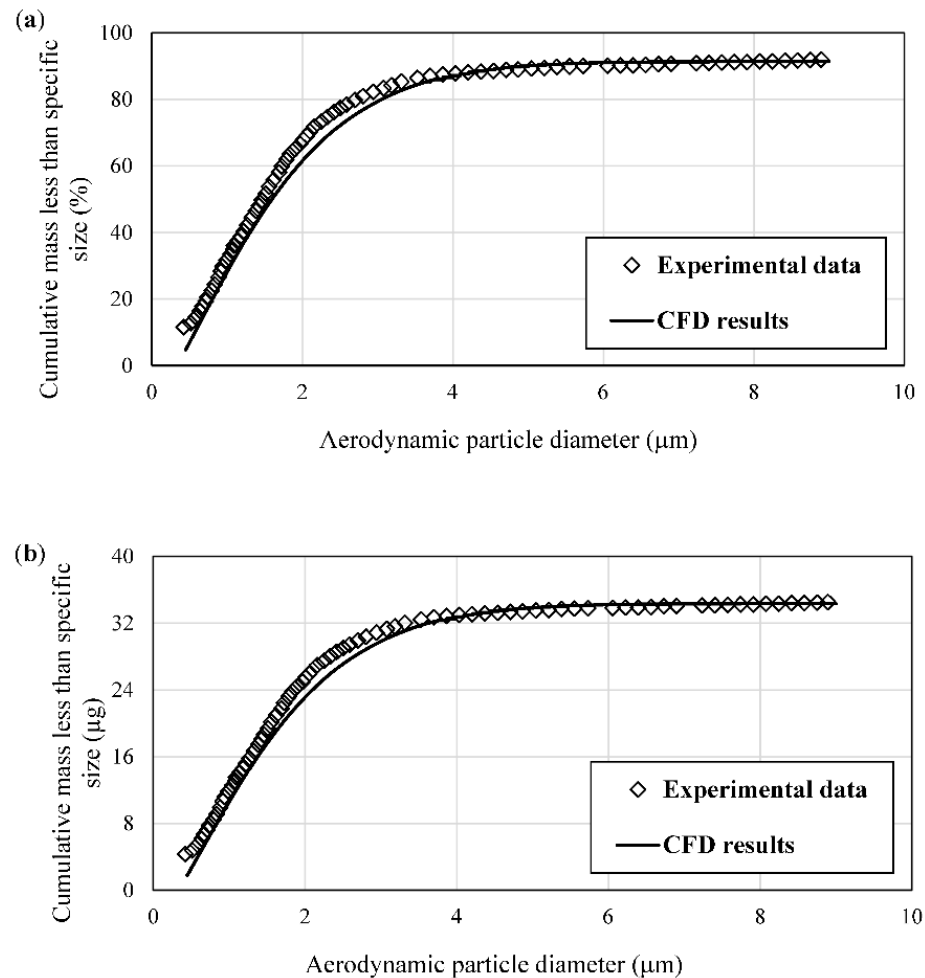 (a)
Cumulative mass less than specific
size (%)
100
80
60
40
20
0
0 2 4 6 8 10
Experimental data
CFD results
Aerodynamic particle diameter (μm)
(b)
Cumulative mass less than specific
size (μg)
40
32
24
16
8
0
0 2 4 6 8 10
Experimental data
CFD results
Aerodynamic particle diameter (μm)